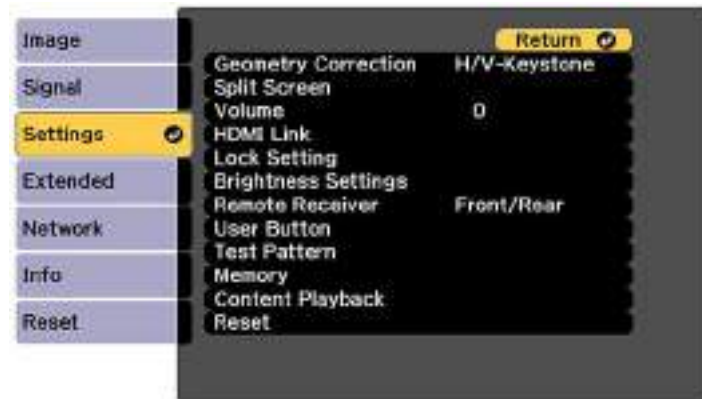 Image
Signal
Settings
Extended
Network
Info
Reset
Return
Geometry Correction H/V-Keystone
Split Screen
Volume 0
HDMI Link
Lock Setting
Brightness Settings
Remote Receiver Front/Rear
User Button
Test Pattern
Memory
Content Playback
Reset